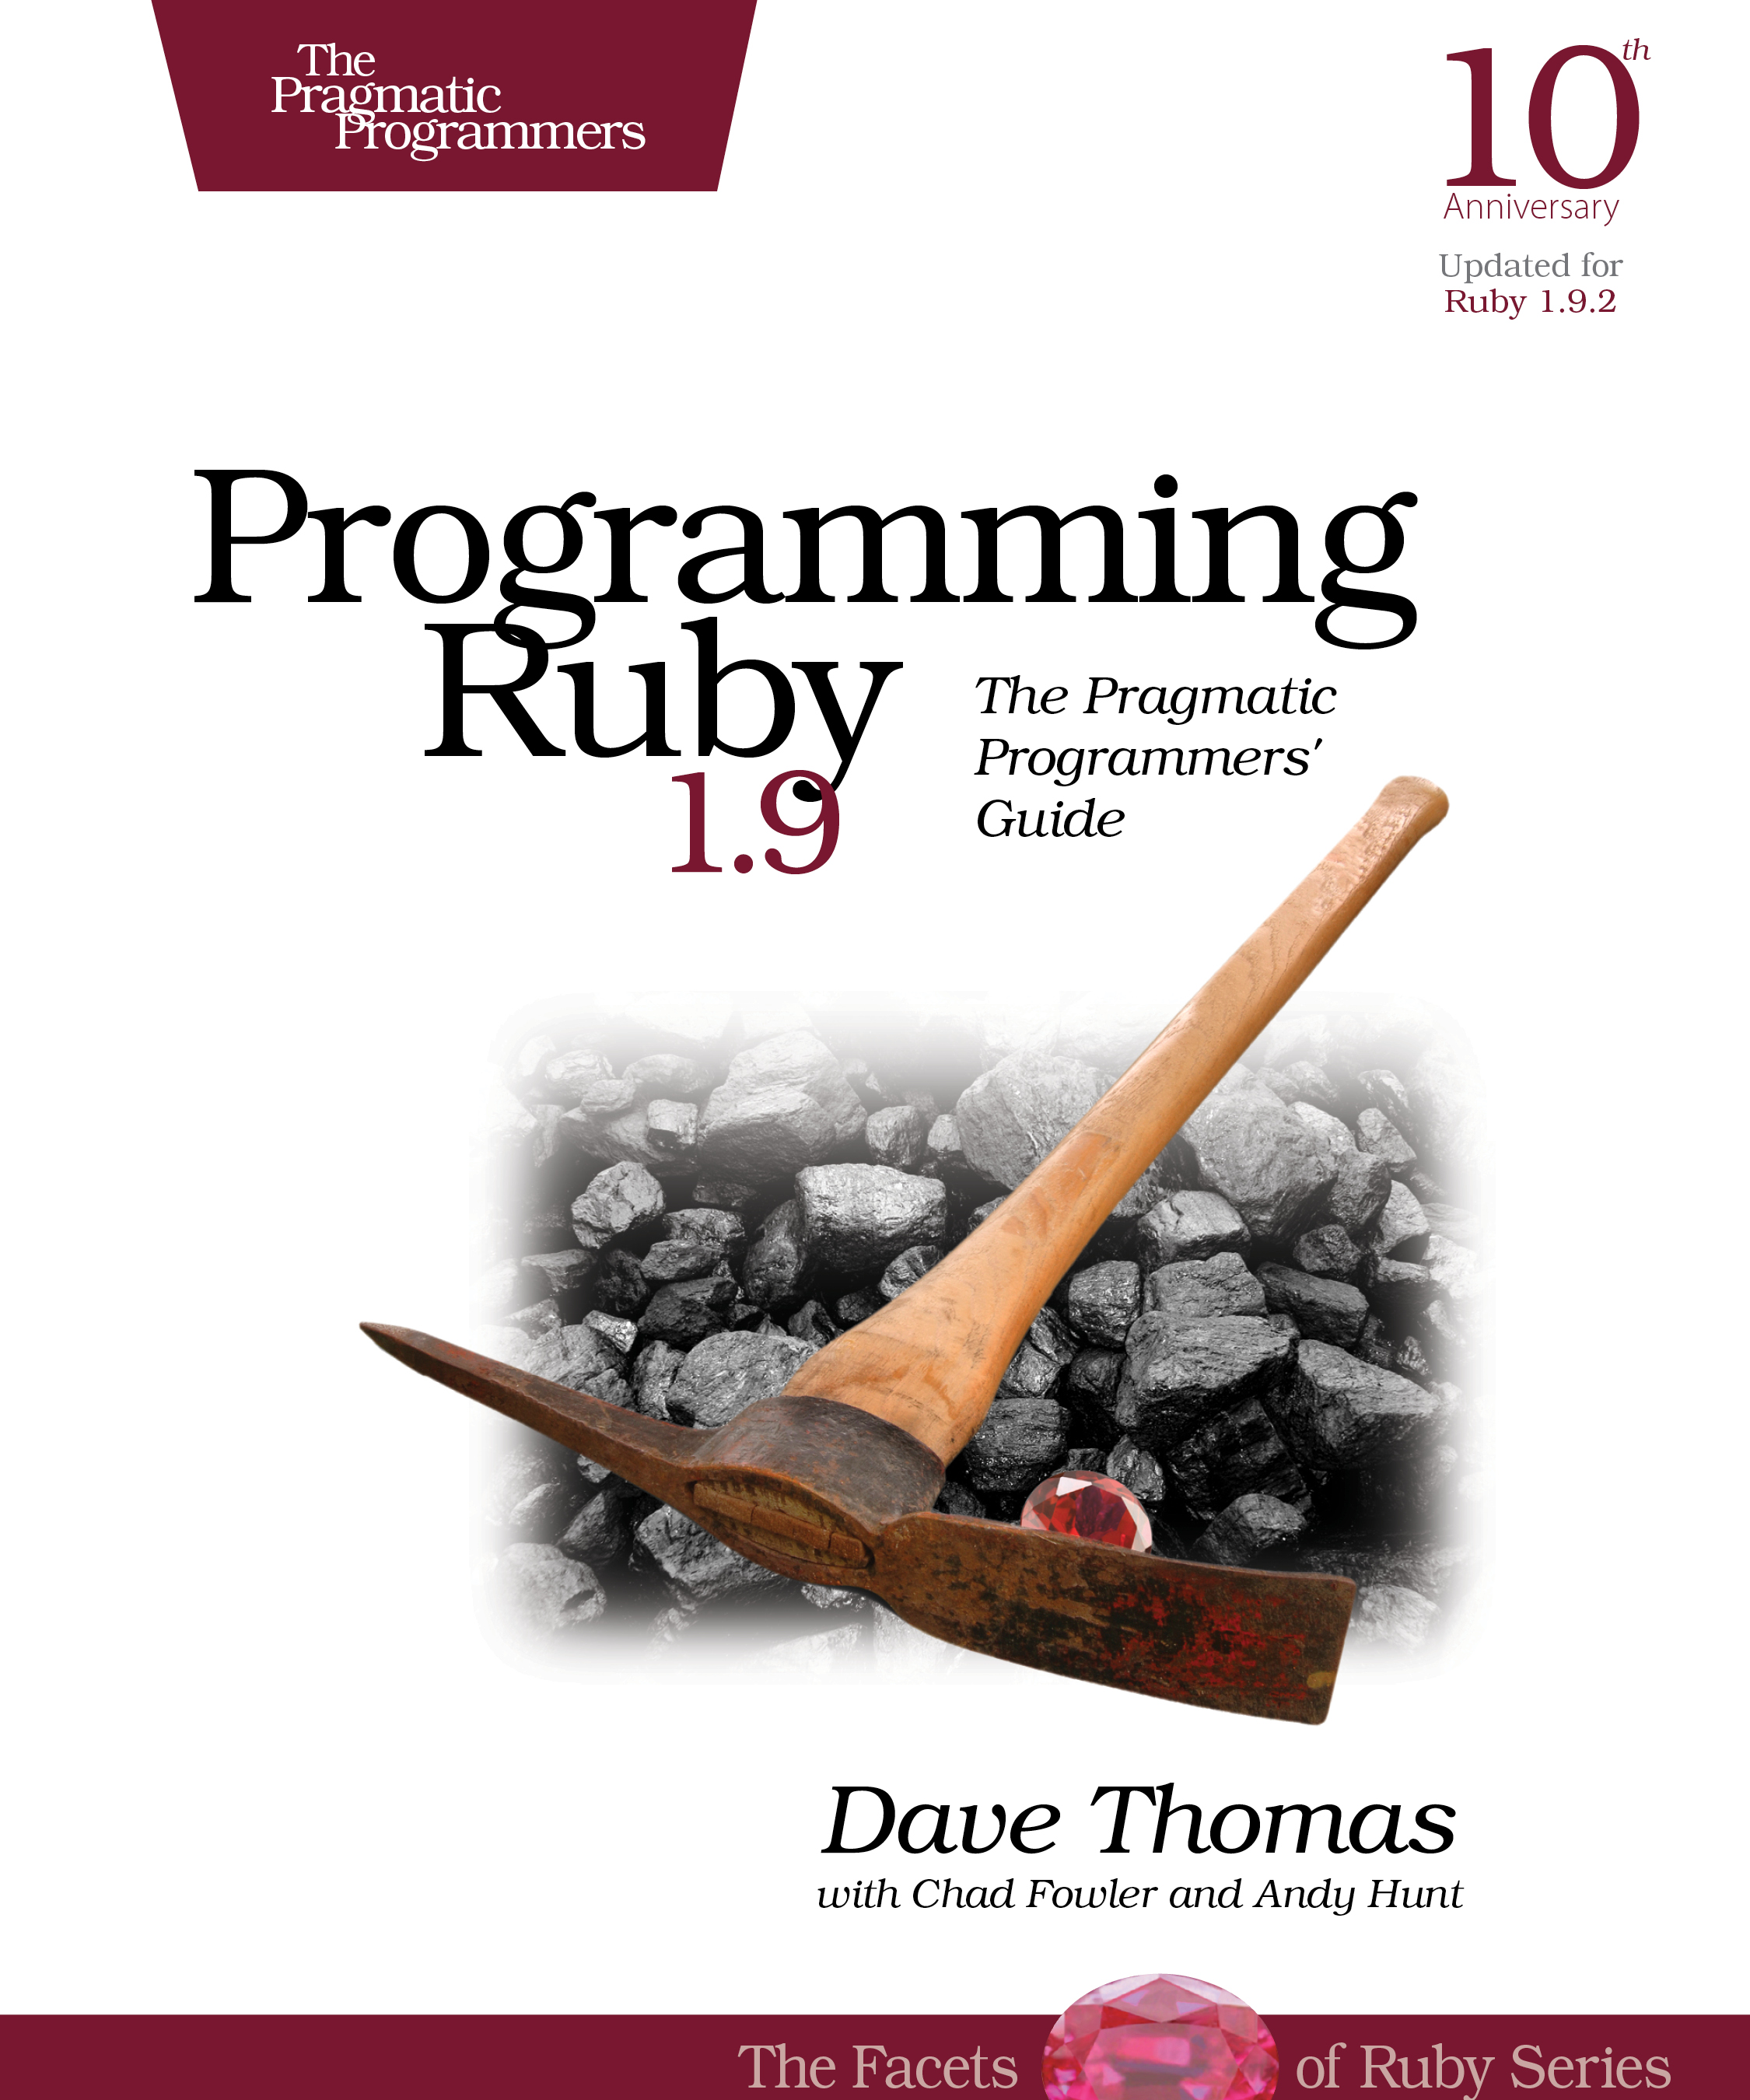 The
Pragmatic
Programmers
10th
Anniversary
Updated for
Ruby 1.9.2
Programming
Ruby
1.9
The Pragmatic
Programmers'
Guide
Dave Thomas
with Chad Fowler and Andy Hunt
The Facets of Ruby Series